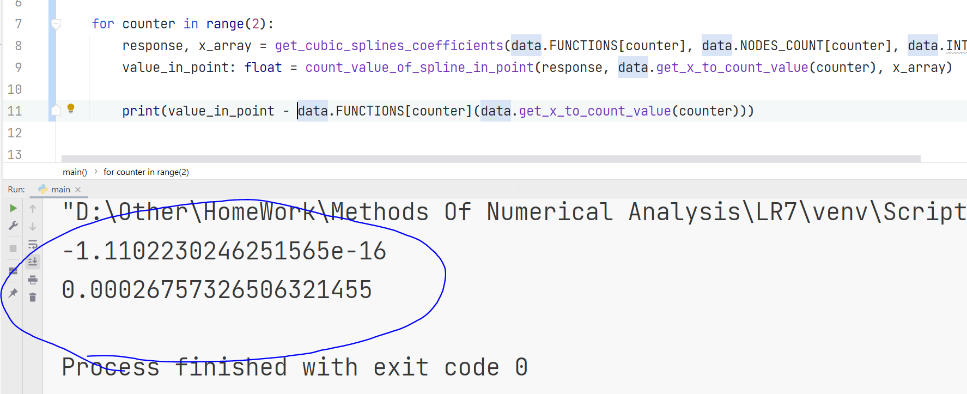 6
7 for counter in range(2):
8 response, x_array = get_cubic_splines_coefficients(data.FUNCTIONS[counter], data.NODES_COUNT[counter], data.INT
9 value_in_point: float = count_value_of_spline_in_point(response, data.get_x_to_count_value(counter), x_array)
10
11 print(value_in_point - data.FUNCTIONS[counter](data.get_x_to_count_value(counter)))
12
13
main() › for counter in range(2)
Run: main ×
"D:\Other\HomeWork\Methods Of Numerical Analysis\LR7\venv\Script
-1.1102230246251565e-16
0.00026757326506321455
Process finished with exit code 0